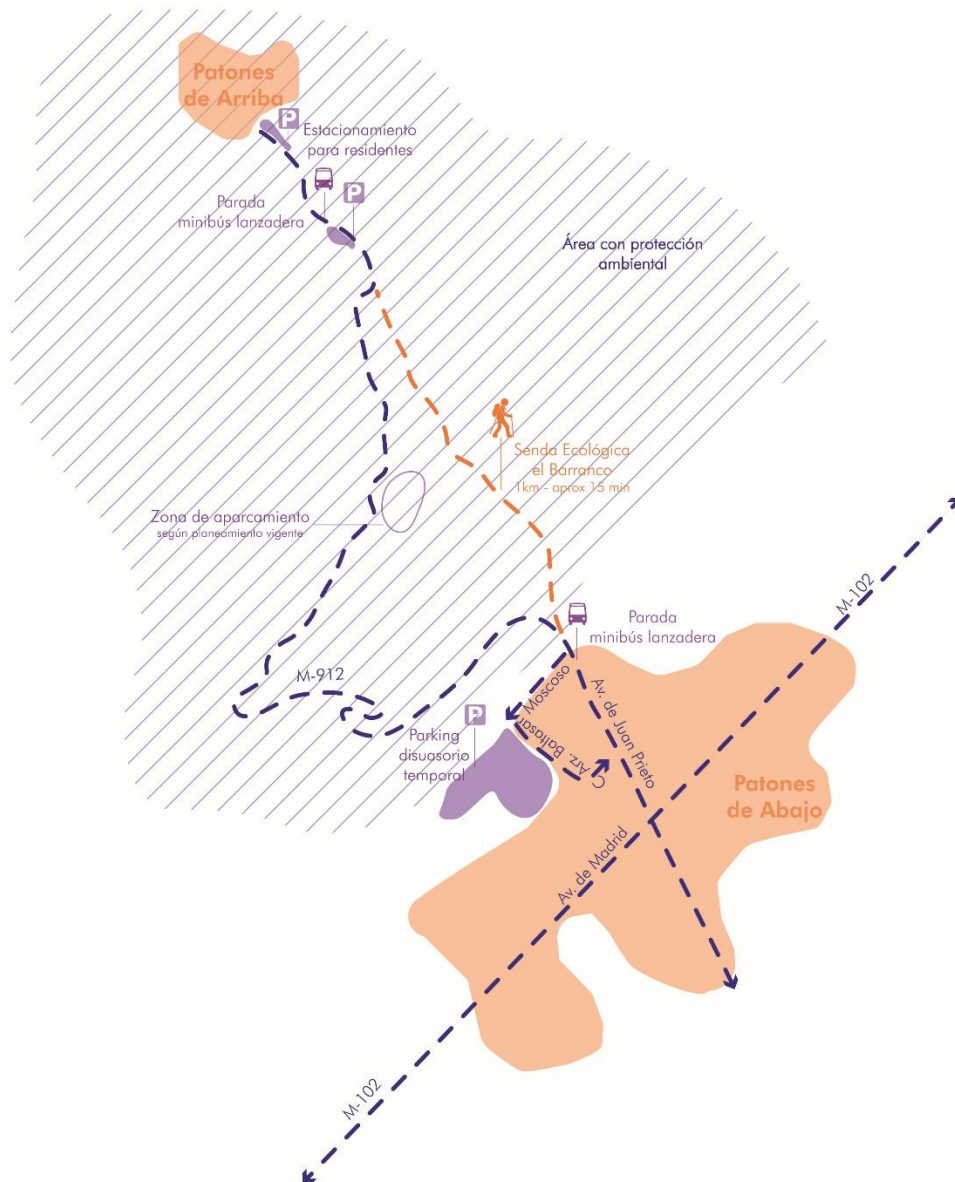 Patones
de Arriba
P
Estacionamiento
para residentes
P
Parada
minibús lanzadera
Área con protección
ambiental
Senda Ecológica
el Barranco
1km - aprox 15 min
Zona de aparcamiento
según planeamiento vigente
M-102
Parada
minibús lanzadera
M-912
Moscoso
Av. de Juan Prieto
P
Parking
disuasorio
temporal
C Arz. Baltasar
Patones
de Abajo
Av. de Madrid
M-102